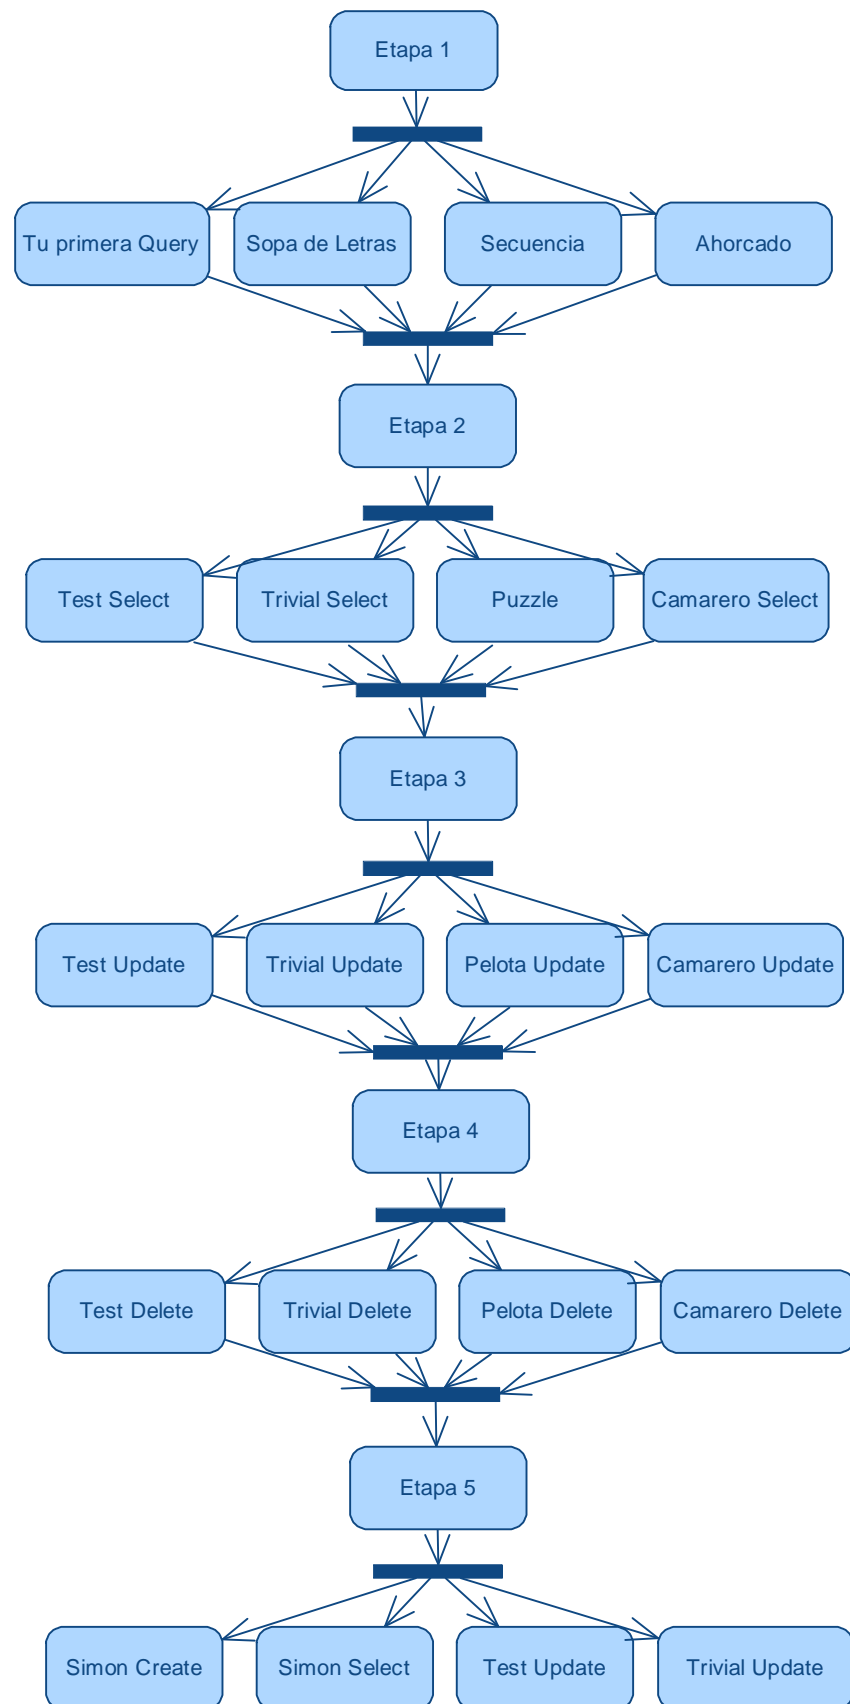 Etapa 1
Tu primera Query
Sopa de Letras
Secuencia
Ahorcado
Etapa 2
Test Select
Trivial Select
Puzzle
Camarero Select
Etapa 3
Test Update
Trivial Update
Pelota Update
Camarero Update
Etapa 4
Test Delete
Trivial Delete
Pelota Delete
Camarero Delete
Etapa 5
Simon Create
Simon Select
Test Update
Trivial Update